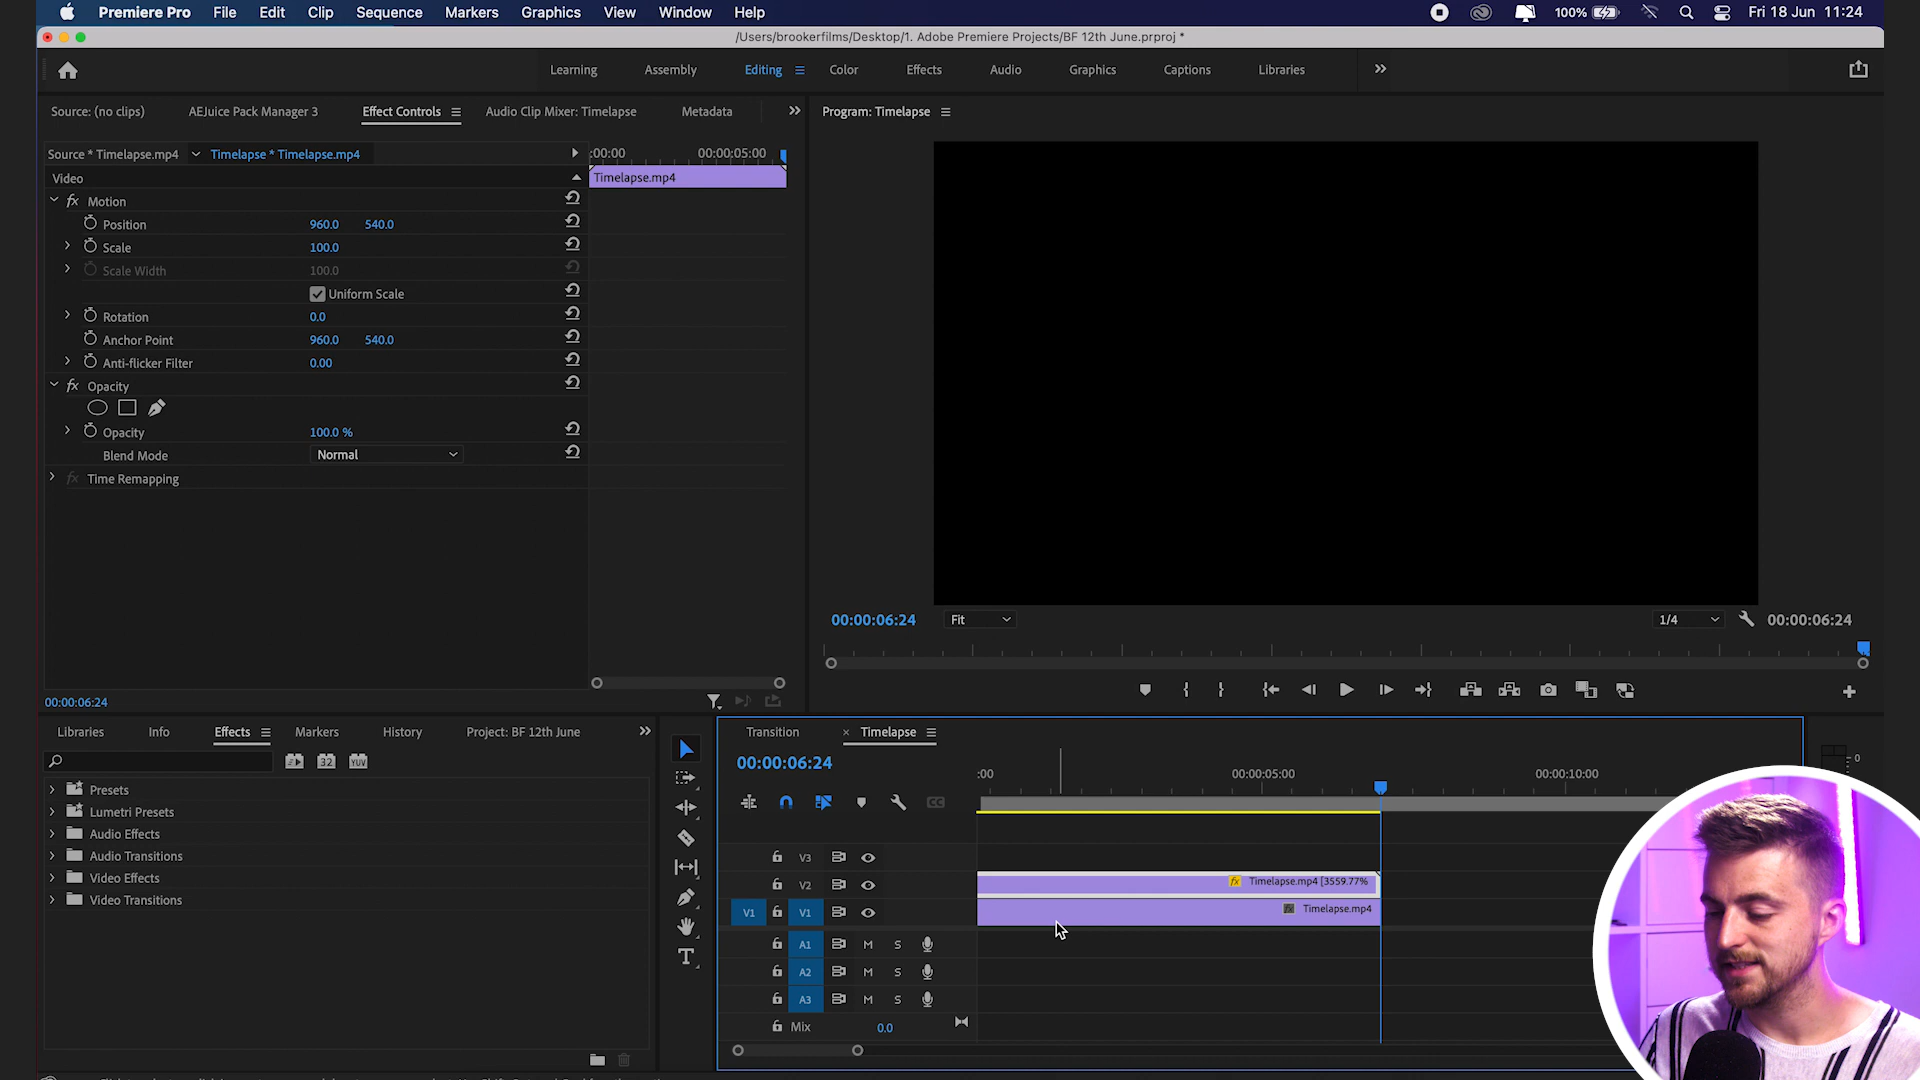 Premiere Pro File Edit Clip Sequence Markers Graphics View Window Help 100% Fri 18 Jun 11:24
/Users/brookerfilms/Desktop/1. Adobe Premiere Projects/BF 12th June.prproj *
Learning Assembly Editing Color Effects Audio Graphics Captions Libraries
Source: (no clips) AEJuice Pack Manager 3 Effect Controls Audio Clip Mixer: Timelapse Metadata Program: Timelapse
Source * Timelapse.mp4 Timelapse * Timelapse.mp4 :00:00 00:00:05:00
Video Timelapse.mp4
fx Motion
Position 960.0 540.0
Scale 100.0
Scale Width 100.0
Uniform Scale
Rotation 0.0
Anchor Point 960.0 540.0
Anti-flicker Filter 0.00
fx Opacity
Opacity 100.0 %
Blend Mode Normal
fx Time Remapping
00:00:06:24 Fit 1/4 00:00:06:24
00:00:06:24
Libraries Info Effects Markers History Project: BF 12th June Transition × Timelapse
32 YUV 00:00:06:24 :00 00:00:05:00 00:00:10:00 0
Presets
Lumetri Presets CC
Audio Effects
Audio Transitions V3
Video Effects V2 fx Timelapse.mp4 [3559.77%
Video Transitions V1 V1 fx Timelapse.mp4
A1 M S
A2 M S
A3 M S
Mix 0.0